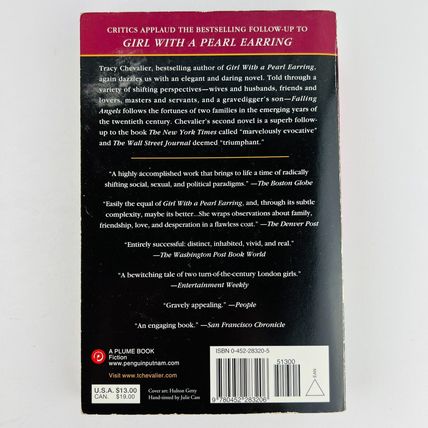 CRITICS APPLAUD THE BESTSELLING FOLLOW-UP TO
GIRL WITH A PEARL EARRING
Tracy Chevalier, bestselling author of Girl With a Pearl Earring,
again dazzles us with an elegant and daring novel. Told through a
variety of shifting perspectives—wives and husbands, friends and
lovers, masters and servants, and a gravedigger's son—Falling
Angels follows the fortunes of two families in the emerging years of
the twentieth century. Chevalier's second novel is a superb follow-
up to the book The New York Times called "marvelously evocative"
and The Wall Street Journal deemed "triumphant."
"A highly accomplished work that brings to life a time of radically
shifting social, sexual, and political paradigms." —The Boston Globe
"Easily the equal of Girl With a Pearl Earring, and, through its subtle
complexity, maybe its better...She wraps observations about family,
friendship, love, and desperation in a flawless coat." —The Denver Post
"Entirely successful: distinct, inhabited, vivid, and real."
—The Washington Post Book World
"A bewitching tale of two turn-of-the-century London girls."
—Entertainment Weekly
"Gravely appealing." —People
"An engaging book." —San Francisco Chronicle
A PLUME BOOK
Fiction
www.penguinputnam.com
Visit www.tchevalier.com
U.S.A. $13.00
CAN. $19.00
Cover art: Hulton Getty
Hand-tinted by Julie Cam
ISBN 0-452-28320-5
51300
9 780452 283206
EAN